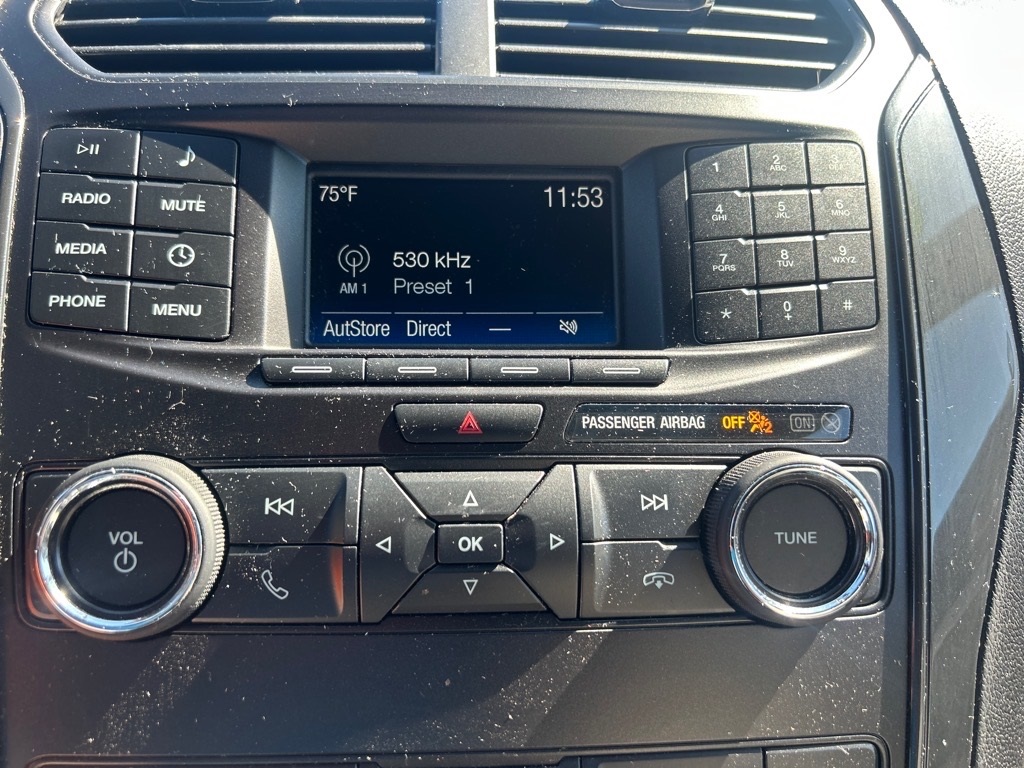 75°F 11:53
530 kHz
AM 1 Preset 1
AutStore Direct —
RADIO MUTE
MEDIA
PHONE MENU
1 2 ABC 3
4 GHI 5 JKL 6 MNO
7 PQRS 8 TUV 9 WXYZ
* 0 + #
PASSENGER AIRBAG OFF 2 ON
VOL
OK
TUNE